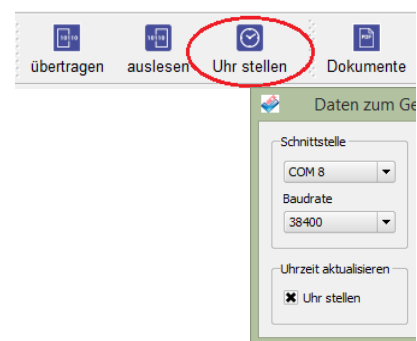 übertragen auslesen Uhr stellen Dokumente
Daten zum Ge
Schnittstelle
COM 8
Baudrate
38400
Uhrzeit aktualisieren
Uhr stellen